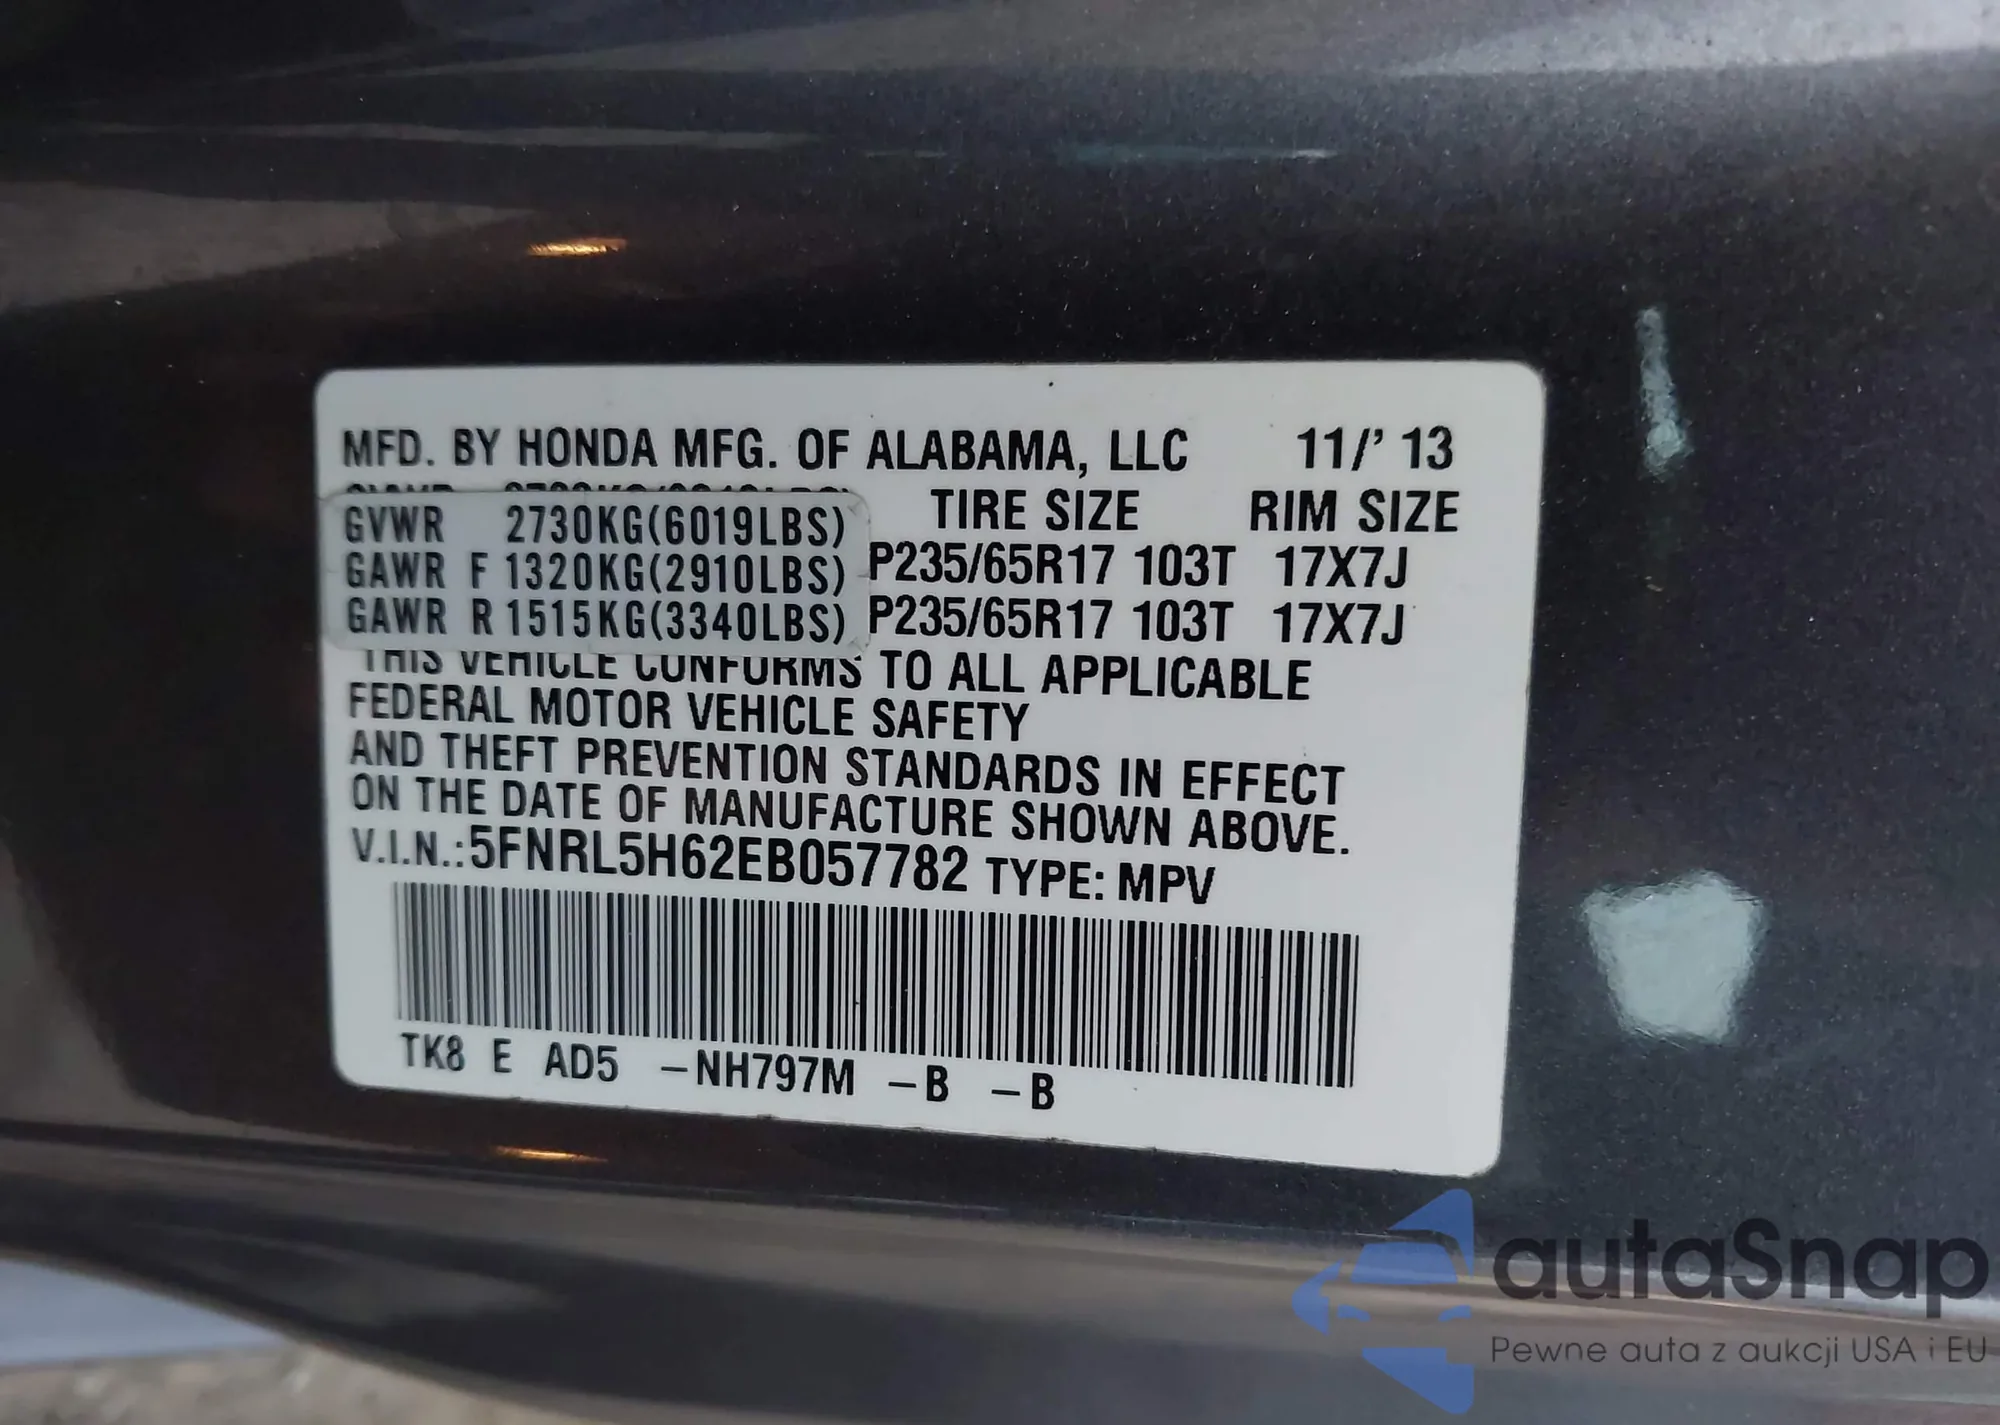 MFD. BY HONDA MFG. OF ALABAMA, LLC 11/' 13
TIRE SIZE RIM SIZE
GVWR 2730KG(6019LBS)
GAWR F 1320KG(2910LBS) P235/65R17 103T 17X7J
GAWR R 1515KG(3340LBS) P235/65R17 103T 17X7J
THIS VEHICLE CONFORMS TO ALL APPLICABLE
FEDERAL MOTOR VEHICLE SAFETY
AND THEFT PREVENTION STANDARDS IN EFFECT
ON THE DATE OF MANUFACTURE SHOWN ABOVE.
V.I.N.:5FNRL5H62EB057782 TYPE: MPV
TK8 E AD5 –NH797M –B –B
autaSnap
Pewne auta z aukcji USA i EU